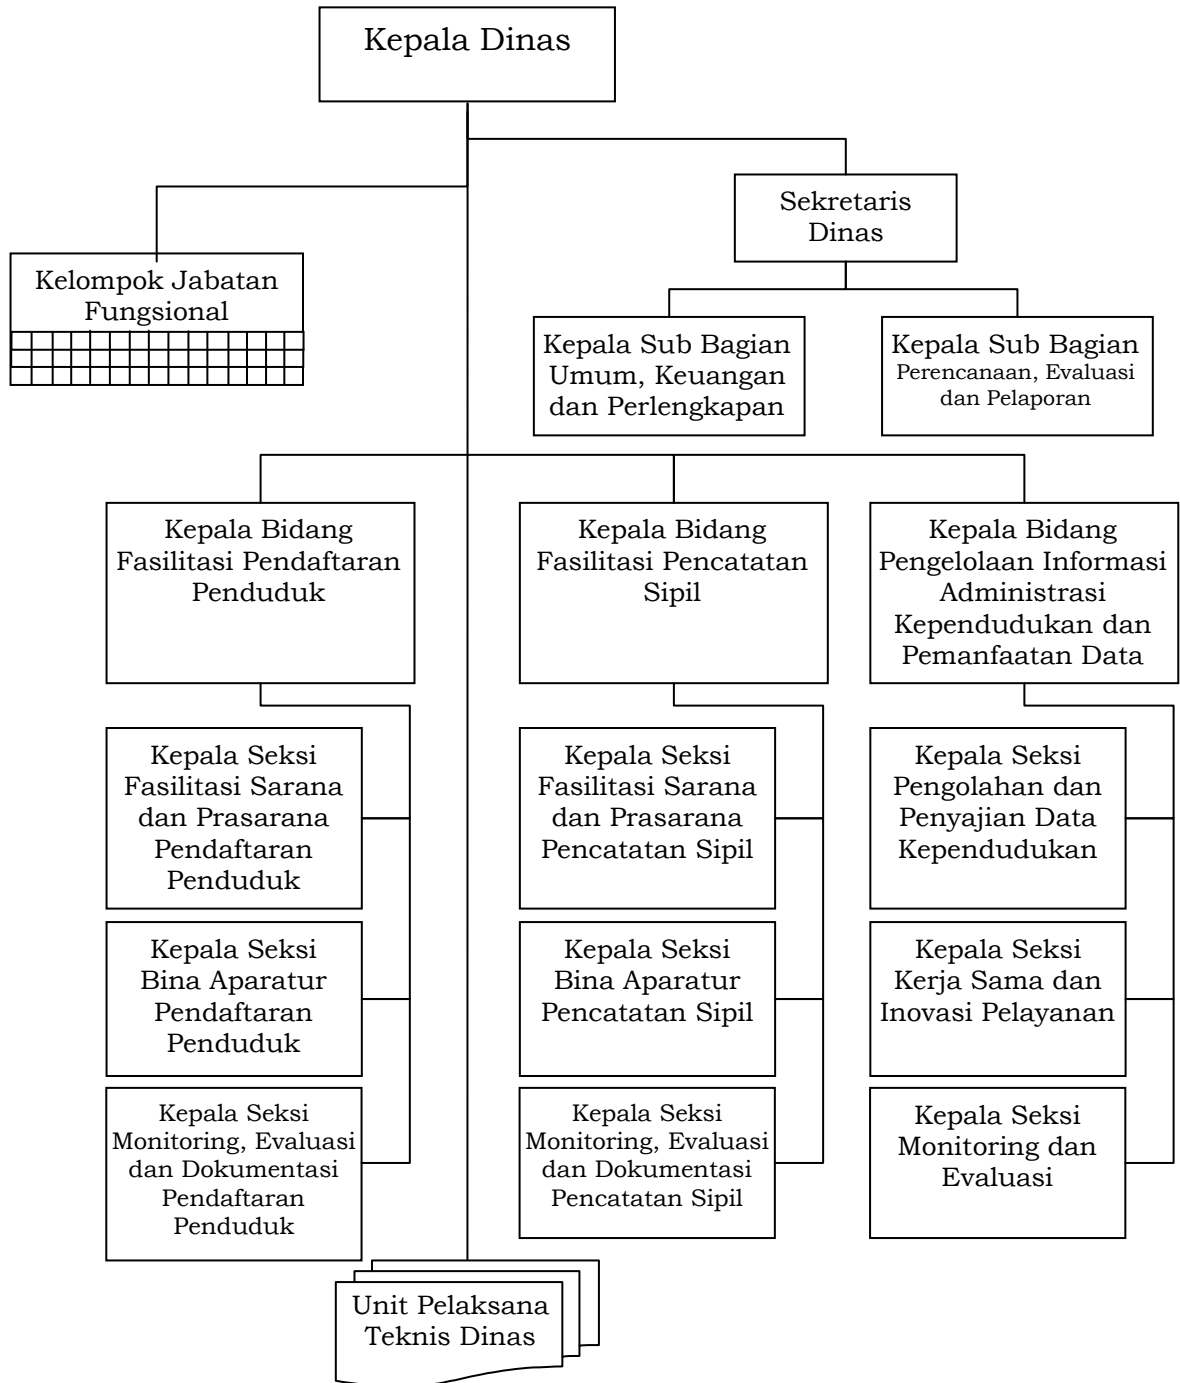 Kepala Dinas
Sekretaris
Dinas
Kelompok Jabatan
Fungsional
Kepala Sub Bagian
Umum, Keuangan
dan Perlengkapan
Kepala Sub Bagian
Perencanaan, Evaluasi
dan Pelaporan
Kepala Bidang
Fasilitasi Pendaftaran
Penduduk
Kepala Bidang
Fasilitasi Pencatatan
Sipil
Kepala Bidang
Pengelolaan Informasi
Administrasi
Kependudukan dan
Pemanfaatan Data
Kepala Seksi
Fasilitasi Sarana
dan Prasarana
Pendaftaran
Penduduk
Kepala Seksi
Fasilitasi Sarana
dan Prasarana
Pencatatan Sipil
Kepala Seksi
Pengolahan dan
Penyajian Data
Kependudukan
Kepala Seksi
Bina Aparatur
Pendaftaran
Penduduk
Kepala Seksi
Bina Aparatur
Pencatatan Sipil
Kepala Seksi
Kerja Sama dan
Inovasi Pelayanan
Kepala Seksi
Monitoring, Evaluasi
dan Dokumentasi
Pendaftaran
Penduduk
Kepala Seksi
Monitoring, Evaluasi
dan Dokumentasi
Pencatatan Sipil
Kepala Seksi
Monitoring dan
Evaluasi
Unit Pelaksana
Teknis Dinas